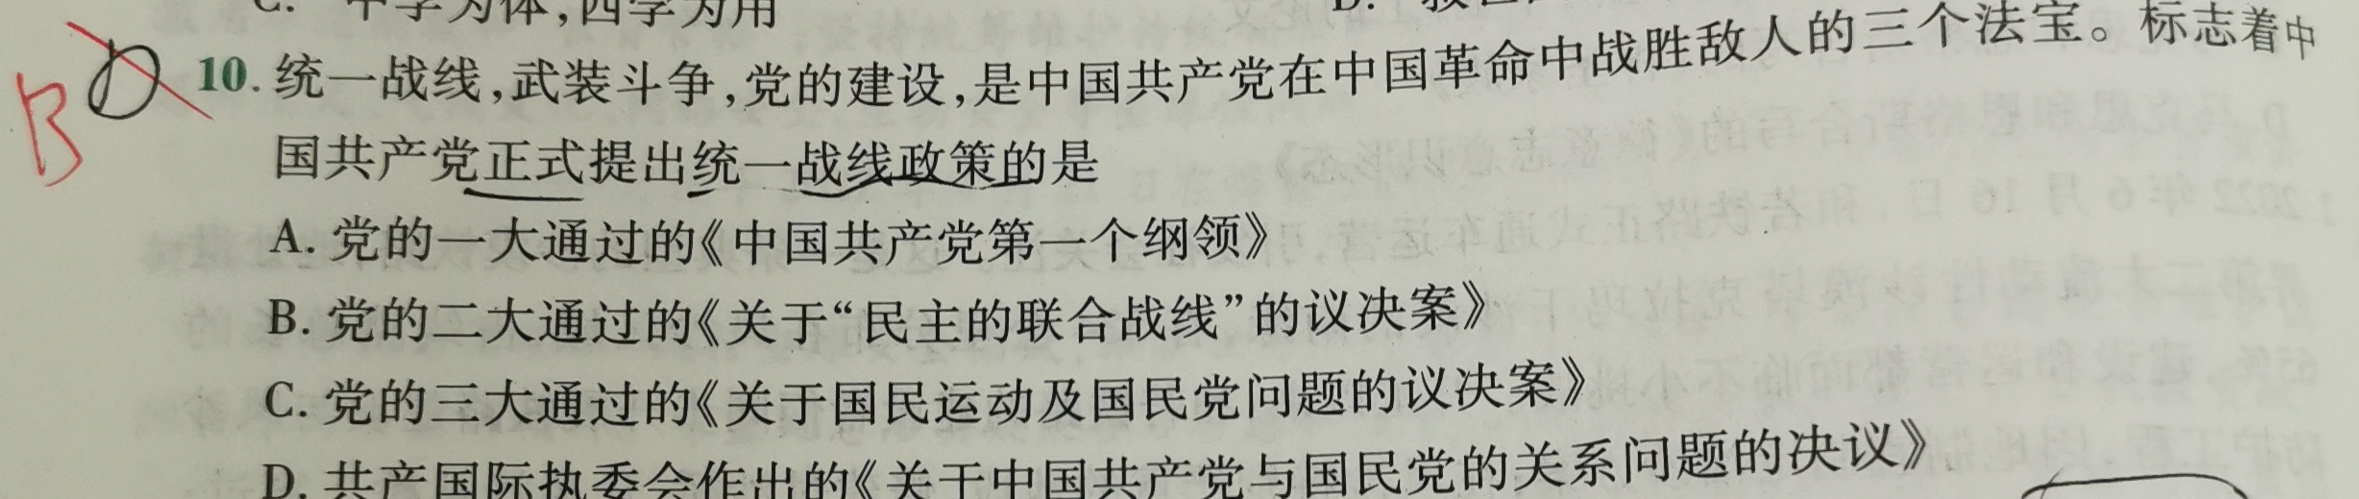 C. 中学为体,西学为用
B
D
10. 统一战线,武装斗争,党的建设,是中国共产党在中国革命中战胜敌人的三个法宝。标志着中
国共产党正式提出统一战线政策的是
A. 党的一大通过的《中国共产党第一个纲领》
B. 党的二大通过的《关于“民主的联合战线”的议决案》
C. 党的三大通过的《关于国民运动及国民党问题的议决案》
D. 共产国际执委会作出的《关于中国共产党与国民党的关系问题的决议》